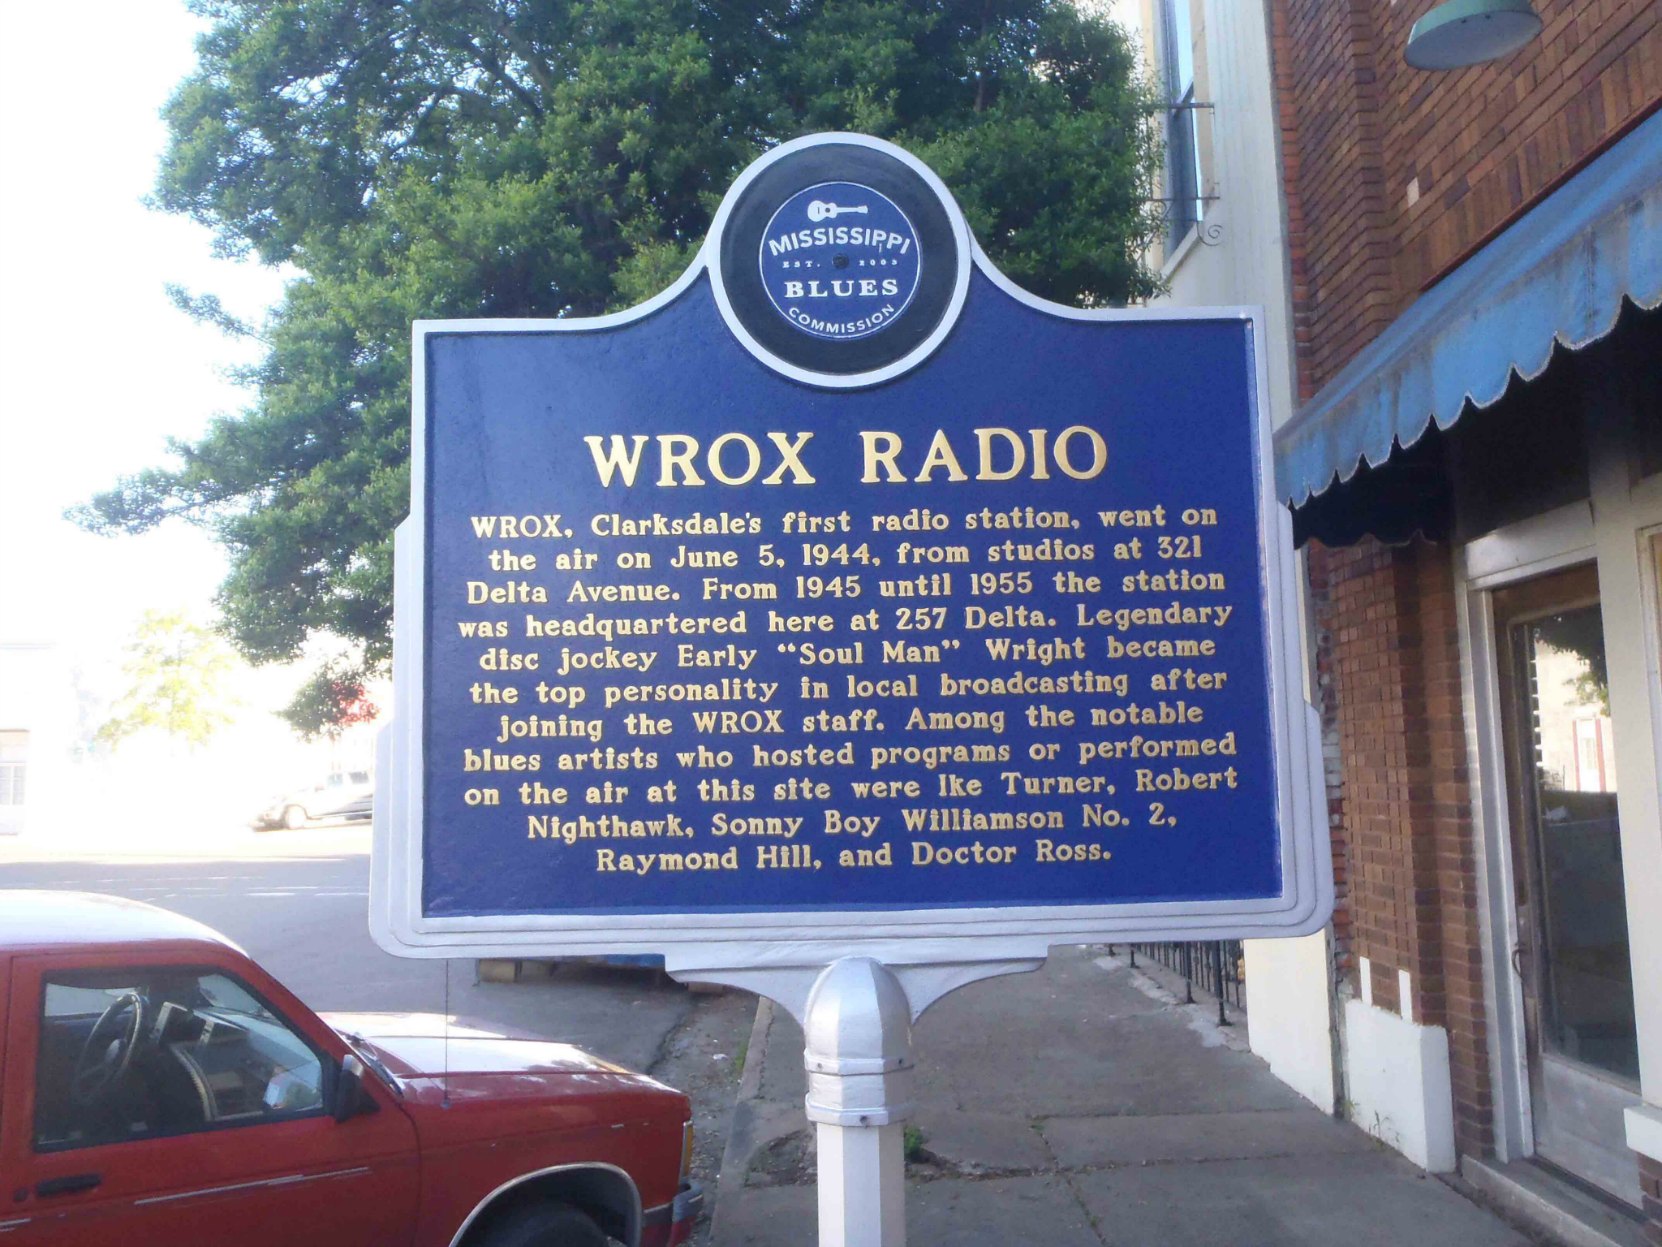 MISSISSIPPI
EST. 2003
BLUES
COMMISSION
WROX RADIO
WROX, Clarksdale's first radio station, went on
the air on June 5, 1944, from studios at 321
Delta Avenue. From 1945 until 1955 the station
was headquartered here at 257 Delta. Legendary
disc jockey Early “Soul Man” Wright became
the top personality in local broadcasting after
joining the WROX staff. Among the notable
blues artists who hosted programs or performed
on the air at this site were Ike Turner, Robert
Nighthawk, Sonny Boy Williamson No. 2,
Raymond Hill, and Doctor Ross.